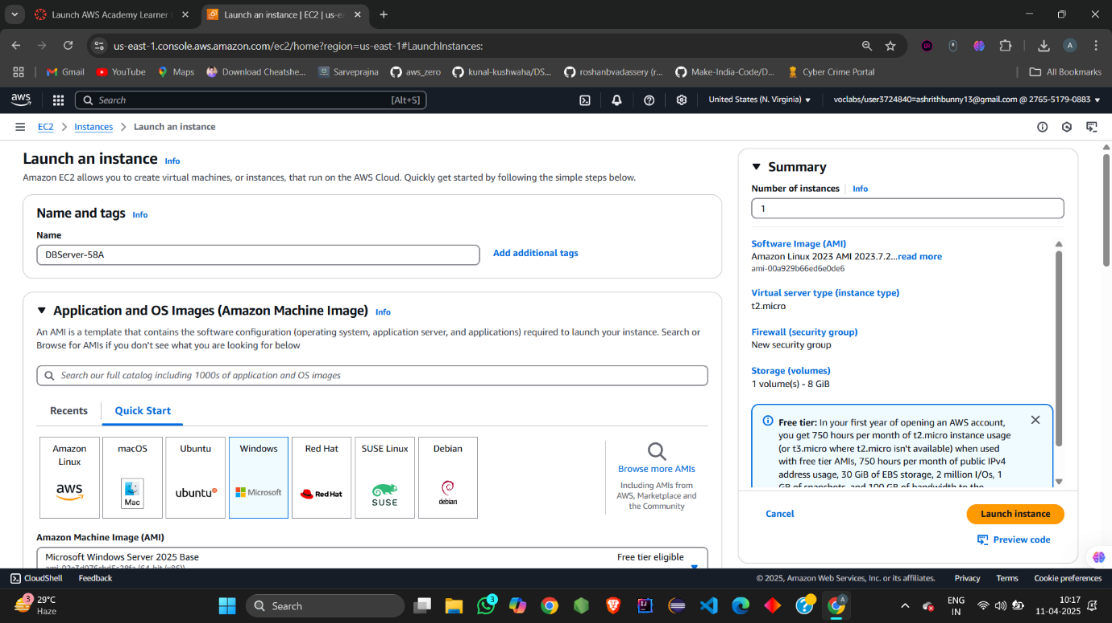 Launch AWS Academy Learner
Launch an instance | EC2 | us-e
us-east-1.console.aws.amazon.com/ec2/home?region=us-east-1#LaunchInstances:
A
Gmail
YouTube
Maps
Download Cheatshe...
Sarveprajna
aws_zero
kunal-kushwaha/DS...
roshanbvadassery (r...
Make-India-Code/D...
Cyber Crime Portal
All Bookmarks
aws
Search
[Alt+S]
United States (N. Virginia)
voclabs/user3724840=ashrithbunny13@gmail.com @ 2765-5179-0883
EC2
Instances
Launch an instance
Launch an instance Info
Amazon EC2 allows you to create virtual machines, or instances, that run on the AWS Cloud. Quickly get started by following the simple steps below.
Name and tags Info
Name
DBServer-58A
Add additional tags
Application and OS Images (Amazon Machine Image) Info
An AMI is a template that contains the software configuration (operating system, application server, and applications) required to launch your instance. Search or
Browse for AMIs if you don't see what you are looking for below
Search our full catalog including 1000s of application and OS images
Recents
Quick Start
Amazon
Linux
aws
macOS
Mac
Ubuntu
ubuntu
Windows
Microsoft
Red Hat
Red Hat
SUSE Linux
SUSE
Debian
debian
Browse more AMIs
Including AMIs from
AWS, Marketplace and
the Community
Amazon Machine Image (AMI)
Microsoft Windows Server 2025 Base
Free tier eligible
Summary
Number of instances Info
1
Software Image (AMI)
Amazon Linux 2023 AMI 2023.7.2...read more
ami-00a929b66ed6e0de6
Virtual server type (instance type)
t2.micro
Firewall (security group)
New security group
Storage (volumes)
1 volume(s) - 8 GiB
Free tier: In your first year of opening an AWS account,
you get 750 hours per month of t2.micro instance usage
(or t3.micro where t2.micro isn't available) when used
with free tier AMIs, 750 hours per month of public IPv4
address usage, 30 GiB of EBS storage, 2 million I/Os, 1
GB of snapshots, and 100 GB of bandwidth to the
Cancel
Launch instance
Preview code
CloudShell
Feedback
© 2025, Amazon Web Services, Inc. or its affiliates.
Privacy
Terms
Cookie preferences
3
29°C
Haze
Search
3
A
ENG
IN
10:17
11-04-2025